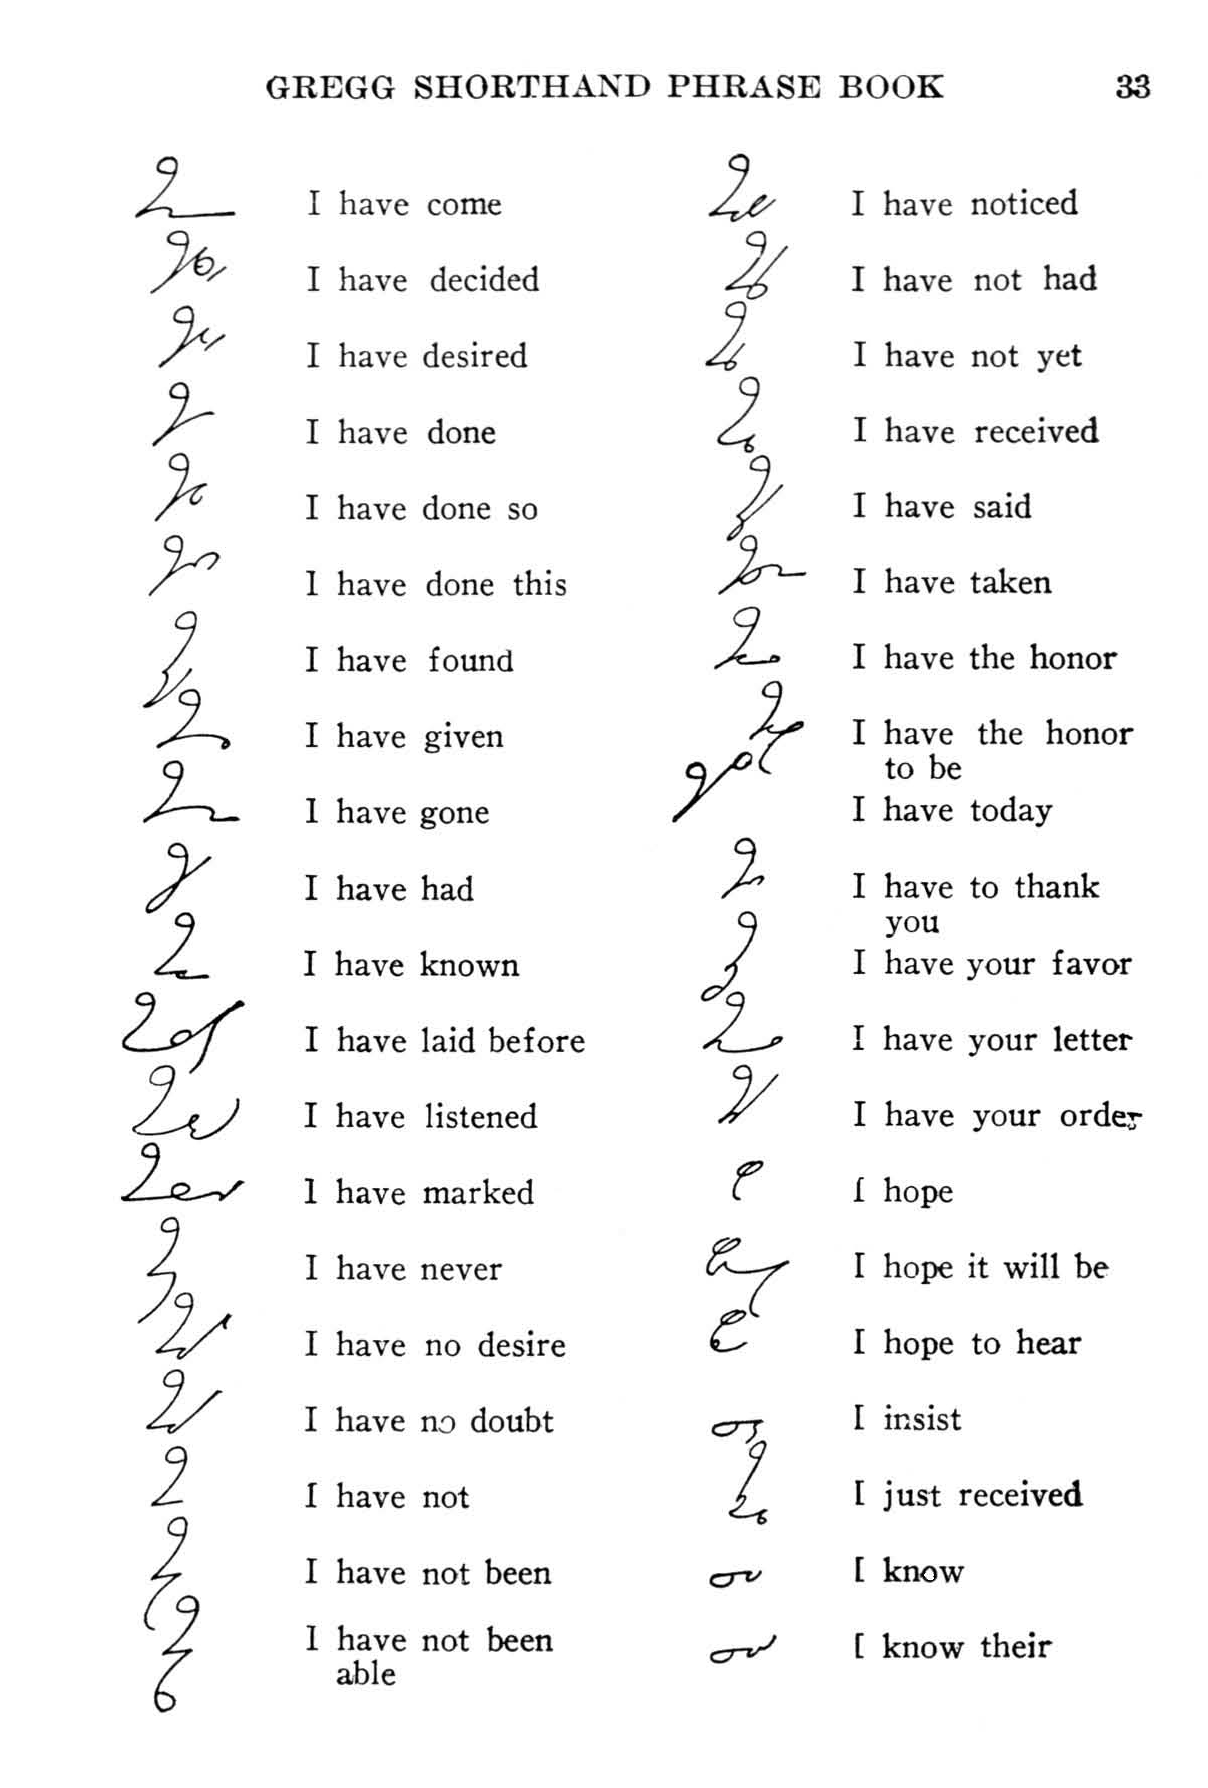 GREGG SHORTHAND PHRASE BOOK 33
I have come
I have decided
I have desired
I have done
I have done so
I have done this
I have found
I have given
I have gone
I have had
I have known
I have laid before
I have listened
I have marked
I have never
I have no desire
I have no doubt
I have not
I have not been
I have not been
able
I have noticed
I have not had
I have not yet
I have received
I have said
I have taken
I have the honor
I have the honor
to be
I have today
I have to thank
you
I have your favor
I have your letter
I have your order
I hope
I hope it will be
I hope to hear
I insist
I just received
I know
I know their